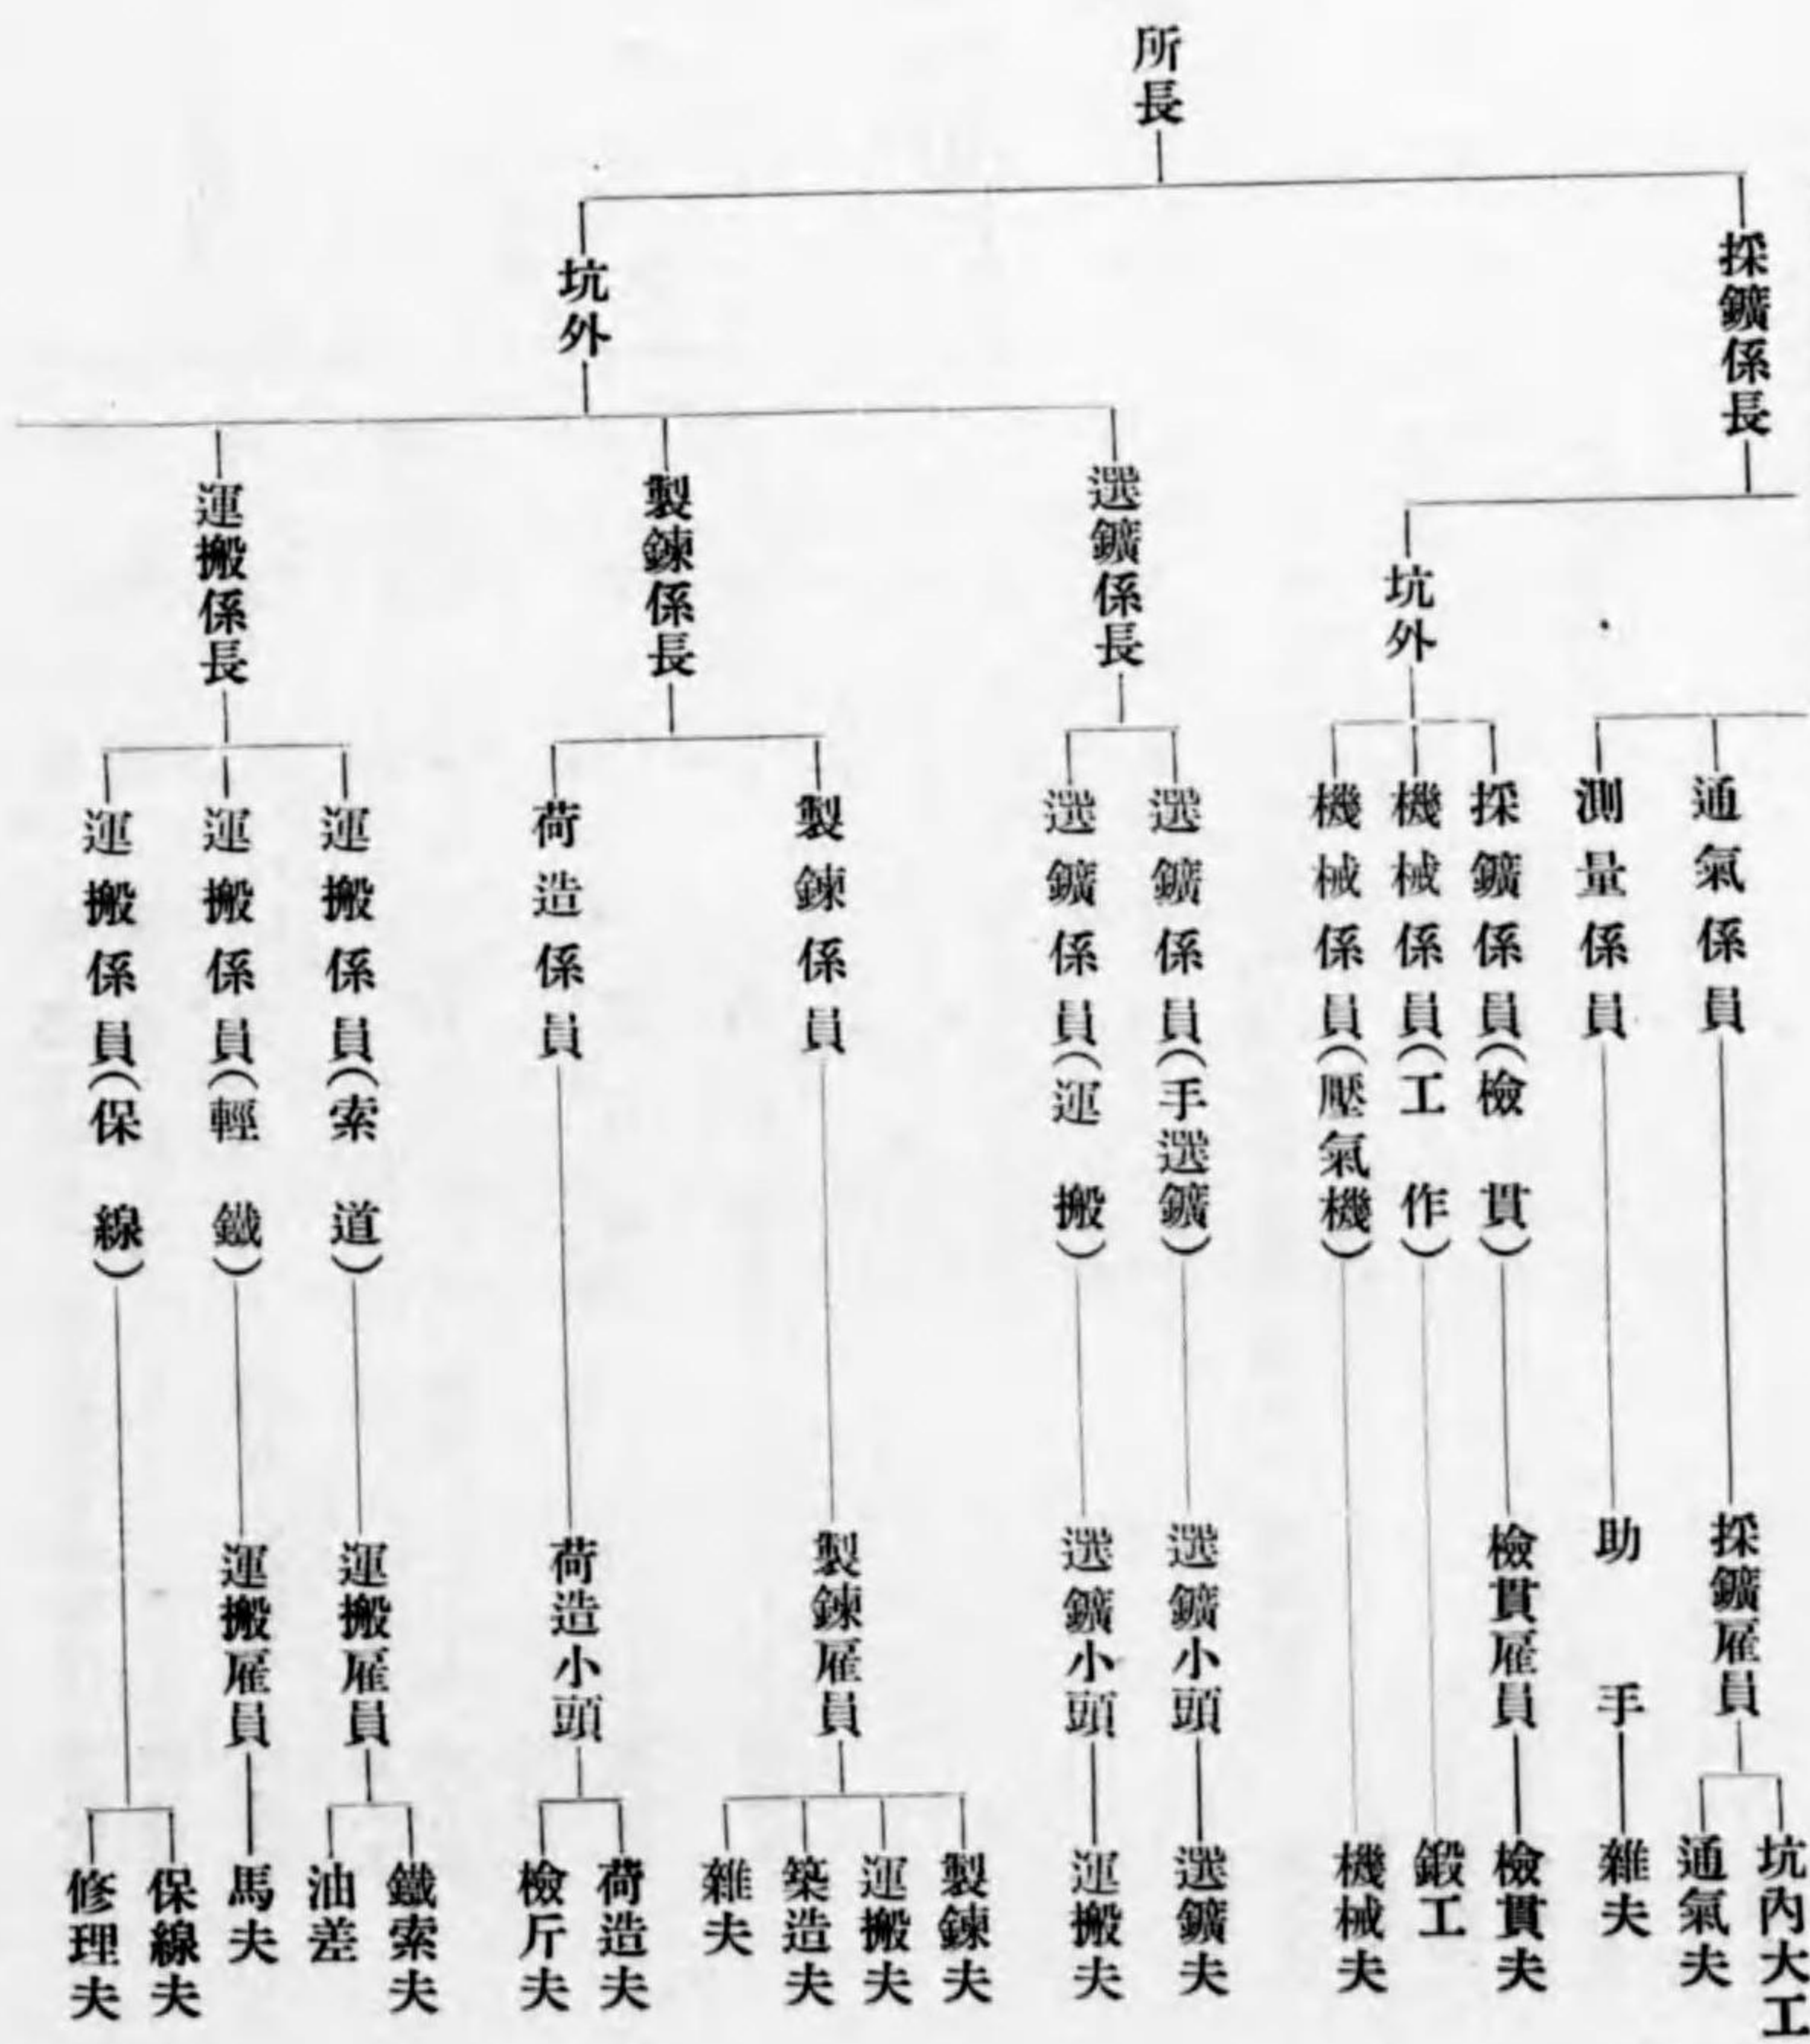 所長
採鑛係長
坑外
坑外
選鑛係長
製鍊係長
運搬係長
通氣係員
測量係員
採鑛係員(檢貫)
機械係員(工作)
機械係員(壓氣機)
選鑛係員(手選鑛)
選鑛係員(運搬)
製鍊係員
荷造係員
運搬係員(索道)
運搬係員(輕鐵)
運搬係員(保線)
採鑛雇員
助手
檢貫雇員
選鑛小頭
選鑛小頭
製鍊雇員
荷造小頭
運搬雇員
運搬雇員
坑內大工
通氣夫
雜夫
檢貫夫
鍛工
機械夫
選鑛夫
運搬夫
製鍊夫
運搬夫
築造夫
雜夫
荷造夫
檢斤夫
鐵索夫
油差
馬夫
保線夫
修理夫